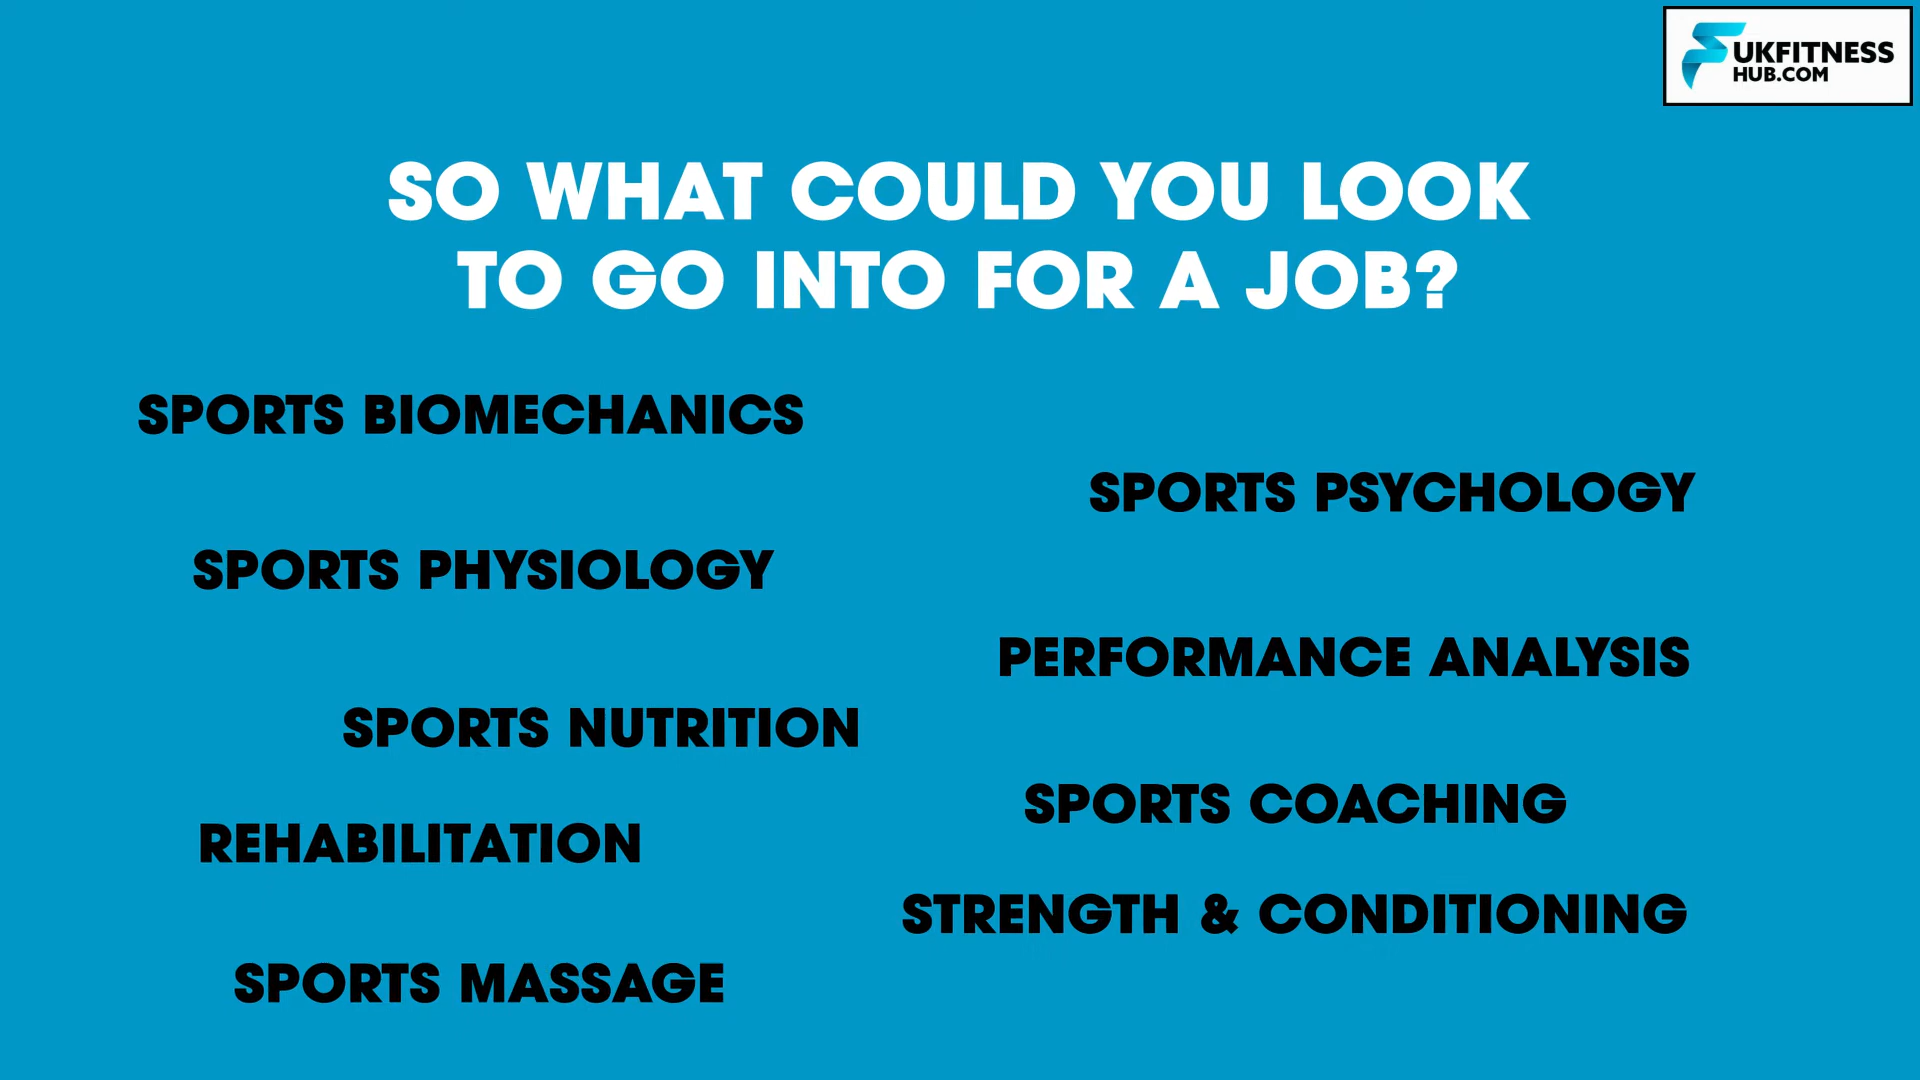 UKFITNESS
HUB.COM
SO WHAT COULD YOU LOOK
TO GO INTO FOR A JOB?
SPORTS BIOMECHANICS
SPORTS PSYCHOLOGY
SPORTS PHYSIOLOGY
PERFORMANCE ANALYSIS
SPORTS NUTRITION
SPORTS COACHING
REHABILITATION
STRENGTH & CONDITIONING
SPORTS MASSAGE